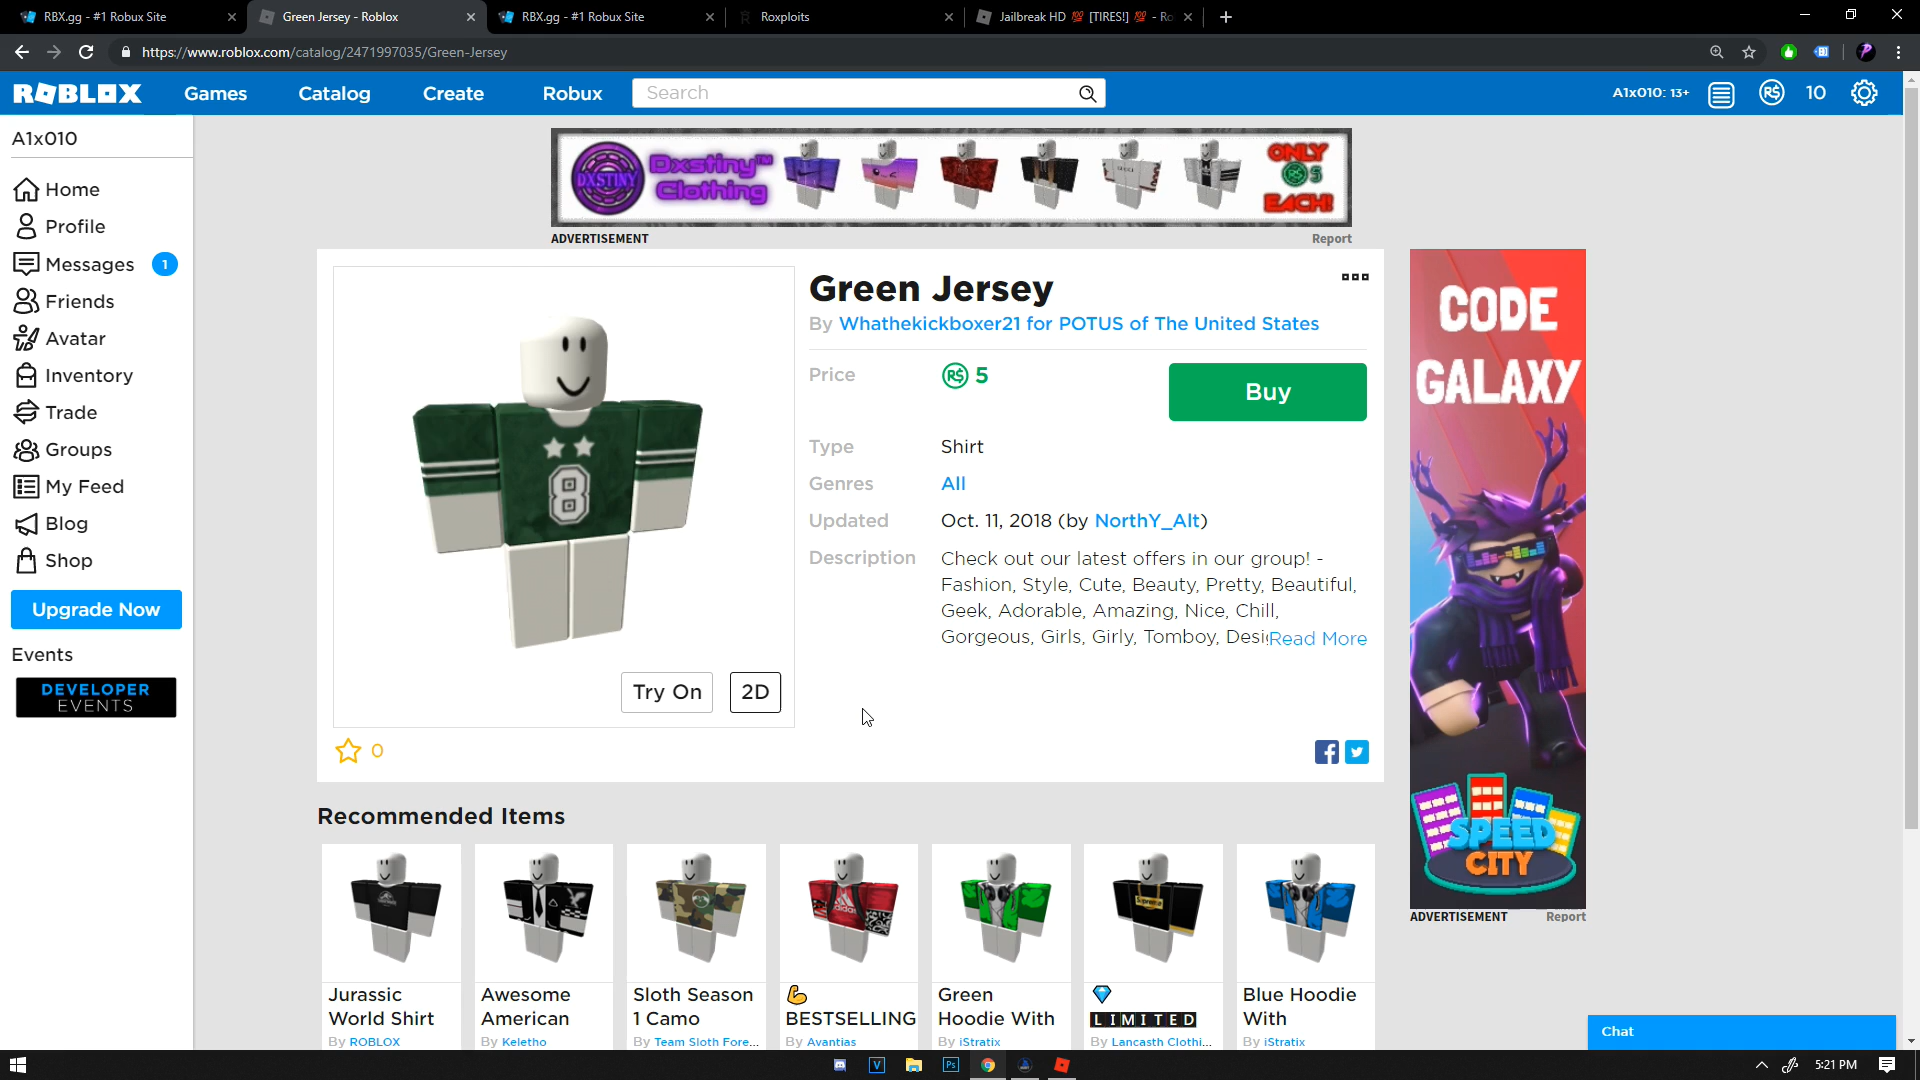 RBX.gg - #1 Robux Site
Green Jersey - Roblox
RBX.gg - #1 Robux Site
Roxploits
Jailbreak HD 💯 [TIRES!] 💯 - Ro
https://www.roblox.com/catalog/2471997035/Green-Jersey
ROBLOX
Games
Catalog
Create
Robux
Search
A1x010: 13+
R$
10
A1x010
Home
Profile
Messages
1
Friends
Avatar
Inventory
Trade
Groups
My Feed
Blog
Shop
Upgrade Now
Events
DEVELOPER
EVENTS
DXSTINY
Dxstiny™
Clothing
ONLY
R$ 5
EACH!
ADVERTISEMENT
Report
8
Try On
2D
0
Green Jersey
By Whathekickboxer21 for POTUS of The United States
Price
R$ 5
Buy
Type
Shirt
Genres
All
Updated
Oct. 11, 2018 (by NorthY_Alt)
Description
Check out our latest offers in our group! -
Fashion, Style, Cute, Beauty, Pretty, Beautiful,
Geek, Adorable, Amazing, Nice, Chill,
Gorgeous, Girls, Girly, Tomboy, Desi
Read More
CODE
GALAXY
SPEED
CITY
ADVERTISEMENT
Report
Recommended Items
adidas
Supreme
Jurassic
World Shirt
By ROBLOX
Awesome
American
By Keletho
Sloth Season
1 Camo
By Team Sloth Fore...
💪
BESTSELLING
By Avantias
Green
Hoodie With
By iStratix
💎
LIMITED
By Lancasth Clothi...
Blue Hoodie
With
By iStratix
Chat
V
Ps
5:21 PM